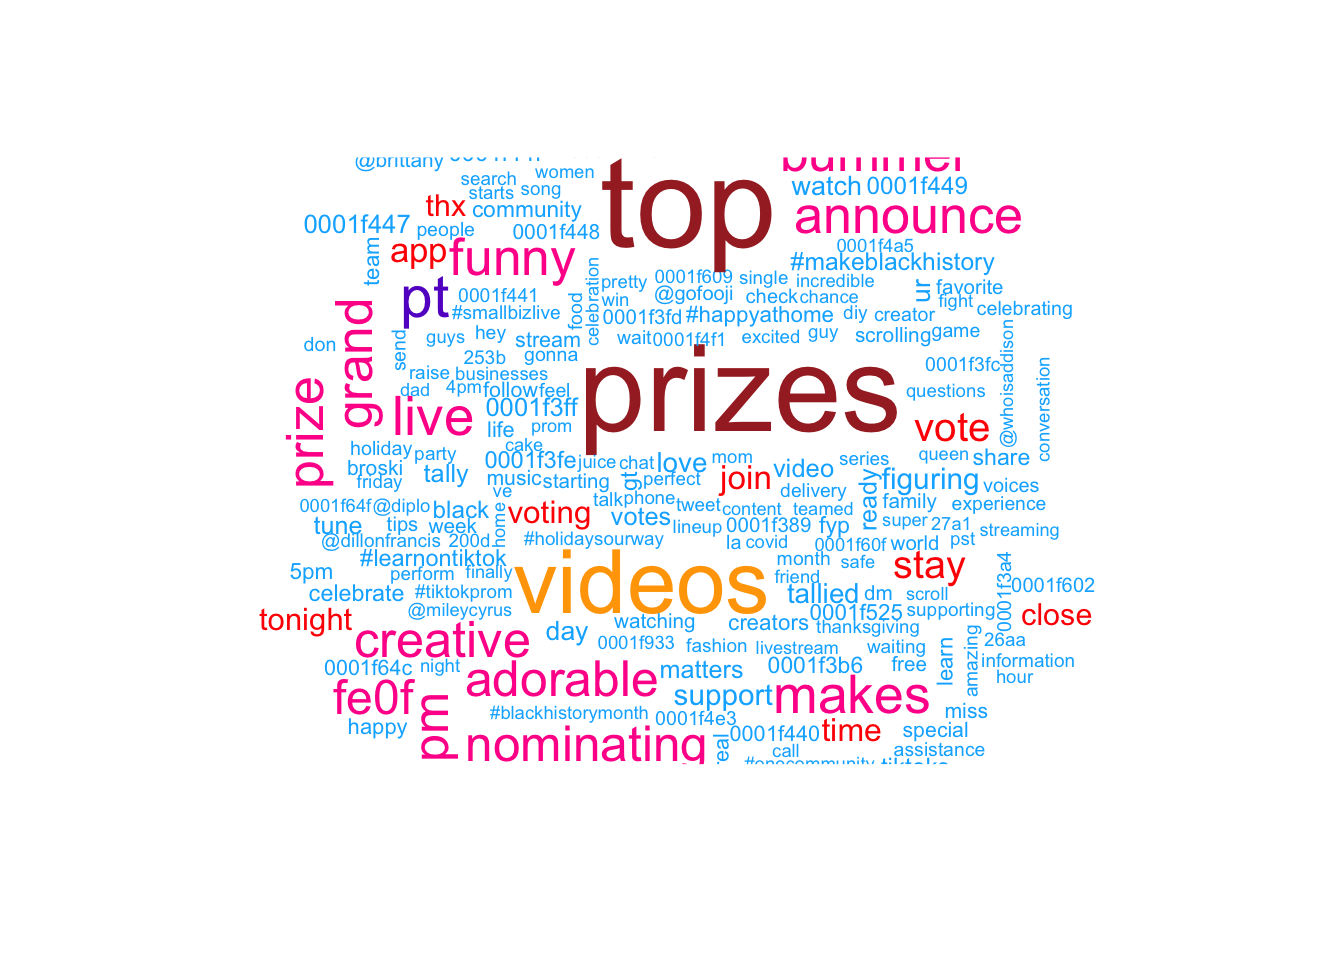 @brittany
bummer
top
women
search
starts
song
watch
0001f449
thx
community
announce
0001f447
people
0001f448
0001f4a5
team
app
funny
#makeblackhistory
pt
0001f441
#smallbizlive
food
celebration
pretty
win
0001f609
@gofooji
single
incredible
check
chance
ur
favorite
fight
celebrating
0001f3fd
#happyathome
diy
creator
don
grand
send
guys
hey
stream
wait
0001f4f1
excited
guy
scrolling
game
253b
gonna
raise
businesses
prizes
0001f3fc
@whoisaddison
conversation
prize
dad
4pm
follow
feel
questions
live
0001f3ff
life
prom
vote
holiday
party
cake
queen
share
broski
tally
0001f3fe
juice
chat
love
mom
series
friday
music
starting
gt
perfect
join
video
figuring
voices
ve
delivery
ready
0001f64f
@diplo
black
talk
phone
tweet
content
teamed
family
experience
tune
tips
week
home
voting
votes
lineup
0001f389
fyp
super
27a1
streaming
@dillonfrancis
200d
#holidaysourway
la
covid
0001f60f
world
pst
#learnontiktok
month
safe
stay
0001f3a4
5pm
perform
finally
videos
friend
celebrate
#tiktokprom
tallied
dm
scroll
0001f602
@mileycyrus
0001f525
supporting
close
tonight
watching
creators
thanksgiving
creative
day
0001f933
fashion
livestream
waiting
26aa
0001f64c
night
matters
0001f3b6
free
learn
amazing
information
adorable
hour
fe0f
support
makes
pm
#blackhistorymonth
0001f4e3
miss
happy
nominating
real
0001f440
time
special
call
assistance
#onecommunity
tiktoks